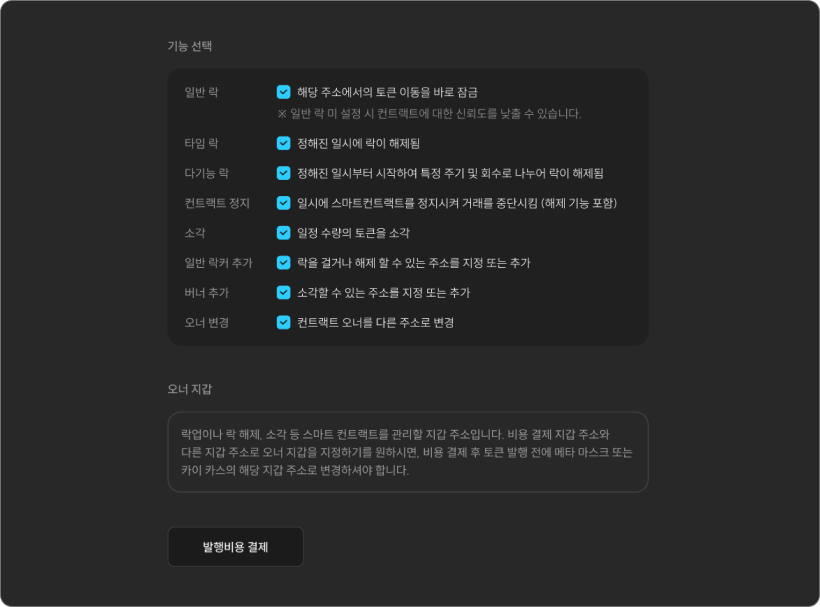 기능 선택
일반 락 해당 주소에서의 토큰 이동을 바로 잠금
※ 일반 락 미 설정 시 컨트랙트에 대한 신뢰도를 낮출 수 있습니다.
타임 락 정해진 일시에 락이 해제됨
다기능 락 정해진 일시부터 시작하여 특정 주기 및 회수로 나누어 락이 해제됨
컨트랙트 정지 일시에 스마트컨트랙트를 정지시켜 거래를 중단시킴 (해제 기능 포함)
소각 일정 수량의 토큰을 소각
일반 락커 추가 락을 걸거나 해제 할 수 있는 주소를 지정 또는 추가
버너 추가 소각할 수 있는 주소를 지정 또는 추가
오너 변경 컨트랙트 오너를 다른 주소로 변경
오너 지갑
락업이나 락 해제, 소각 등 스마트 컨트랙트를 관리할 지갑 주소입니다. 비용 결제 지갑 주소와
다른 지갑 주소로 오너 지갑을 지정하기를 원하시면, 비용 결제 후 토큰 발행 전에 메타 마스크 또는
카이 카스의 해당 지갑 주소로 변경하셔야 합니다.
발행비용 결제